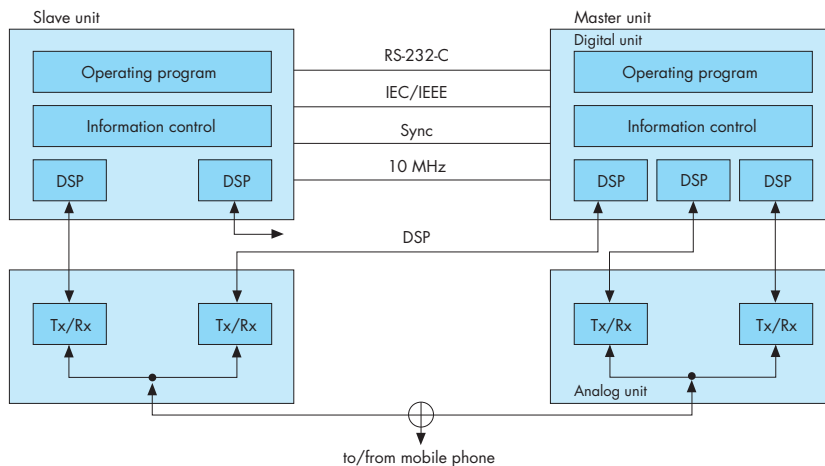 Slave unit
Master unit
Digital unit
RS-232-C
Operating program
Operating program
IEC/IEEE
Information control
Information control
Sync
10 MHz
DSP
DSP
DSP
DSP
DSP
DSP
Tx/Rx
Tx/Rx
Tx/Rx
Tx/Rx
Analog unit
to/from mobile phone